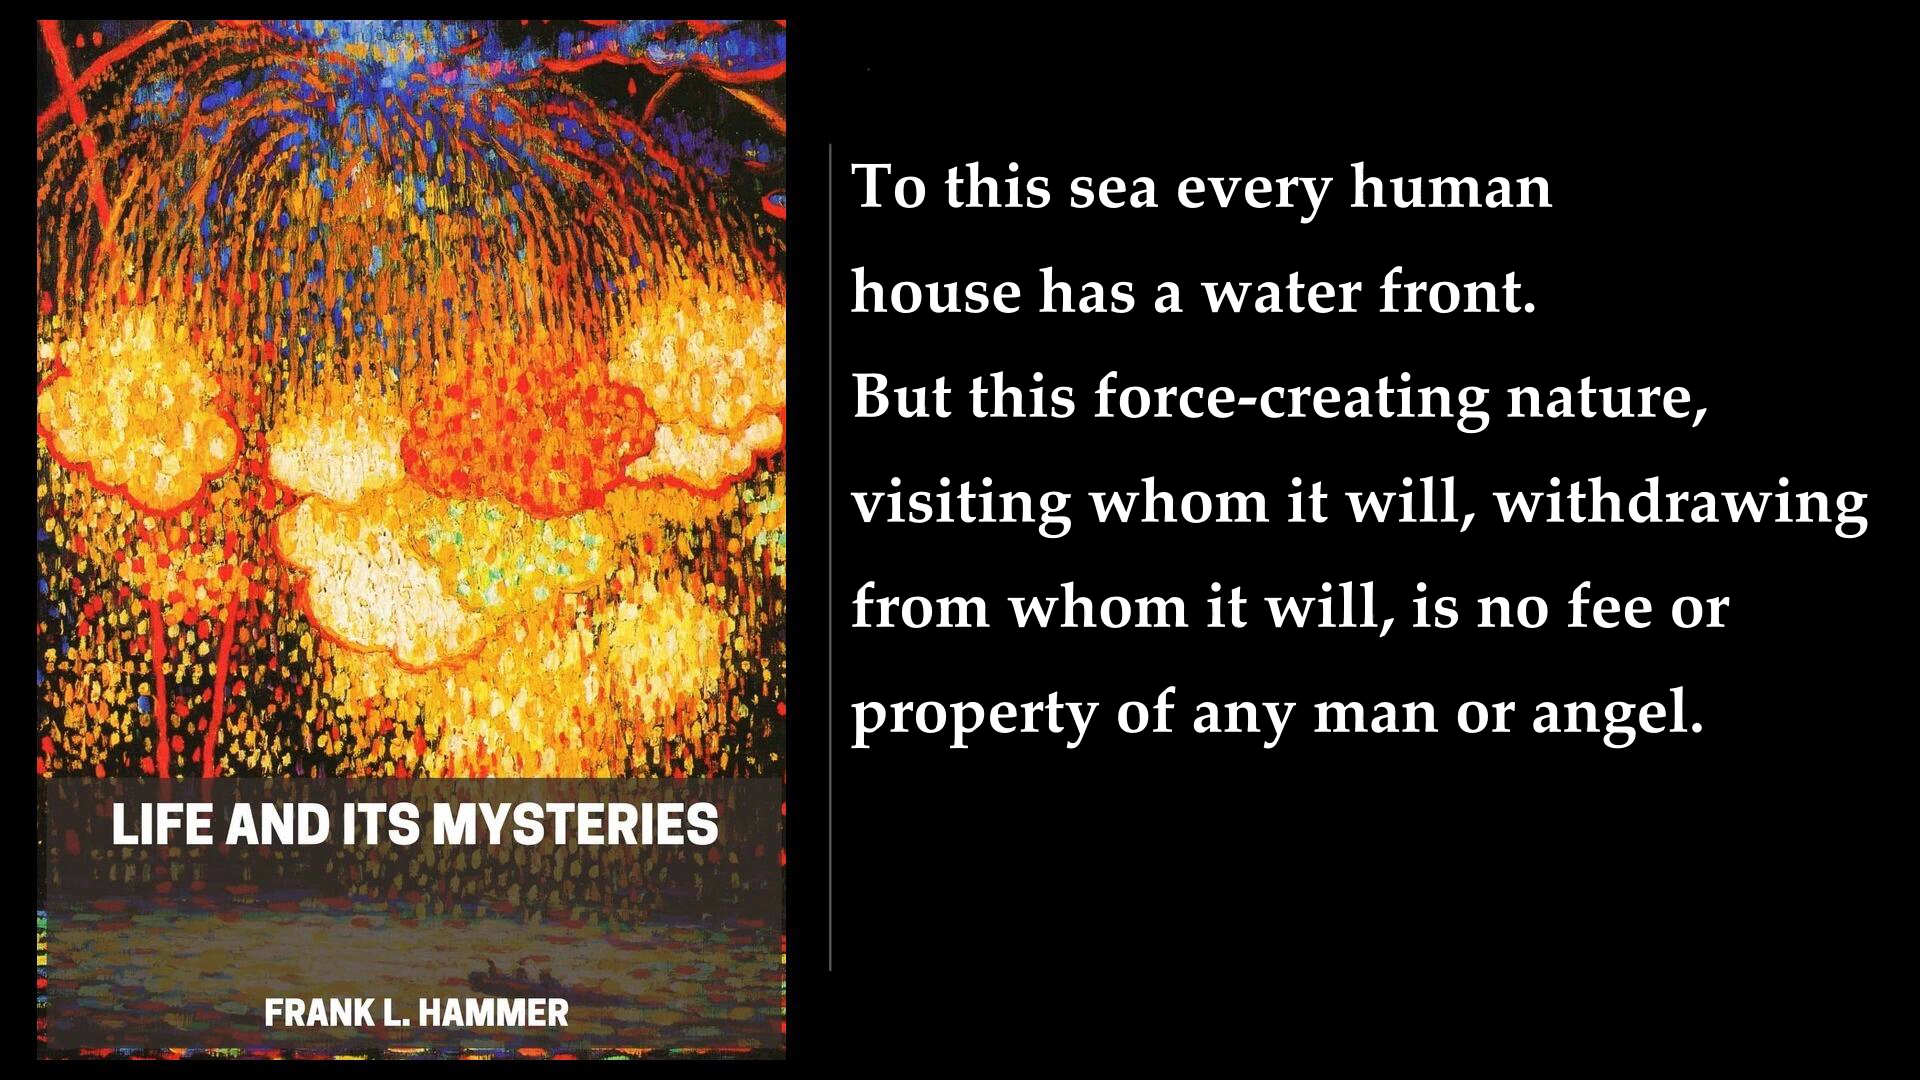 LIFE AND ITS MYSTERIES
FRANK L. HAMMER
To this sea every human
house has a water front.
But this force-creating nature,
visiting whom it will, withdrawing
from whom it will, is no fee or
property of any man or angel.